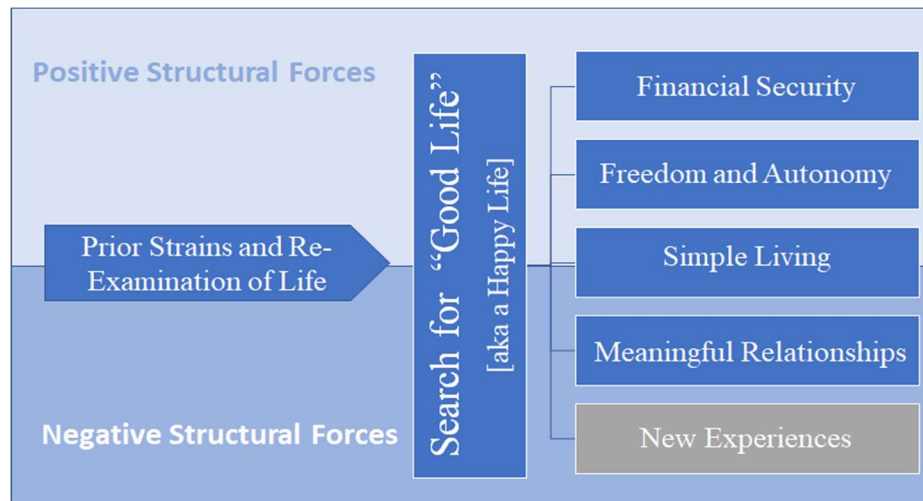 Positive Structural Forces
Prior Strains and Re-
Examination of Life
Negative Structural Forces
Search for “Good Life”
[aka a Happy Life]
Financial Security
Freedom and Autonomy
Simple Living
Meaningful Relationships
New Experiences